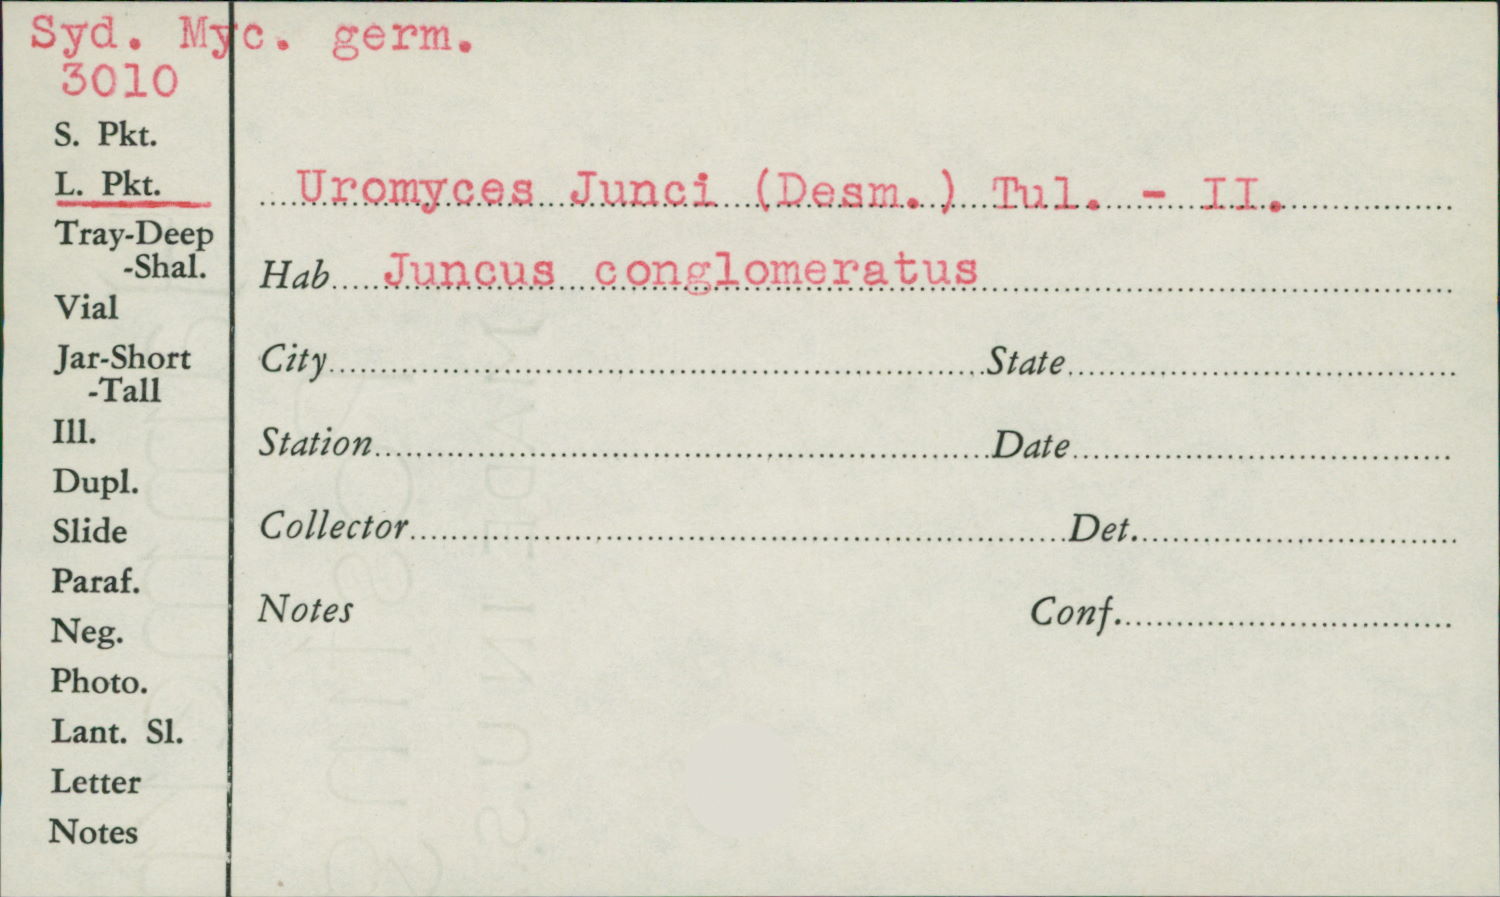 Syd. Myc. germ.
3010
S. Pkt.
L. Pkt.
Tray-Deep
-Shal.
Vial
Jar-Short
-Tall
Ill.
Dupl.
Slide
Paraf.
Neg.
Photo.
Lant. Sl.
Letter
Notes
Uromyces Junci (Desm.) Tul. - II.
Hab Juncus conglomeratus
City State
Station Date
Collector Det.
Notes Conf.